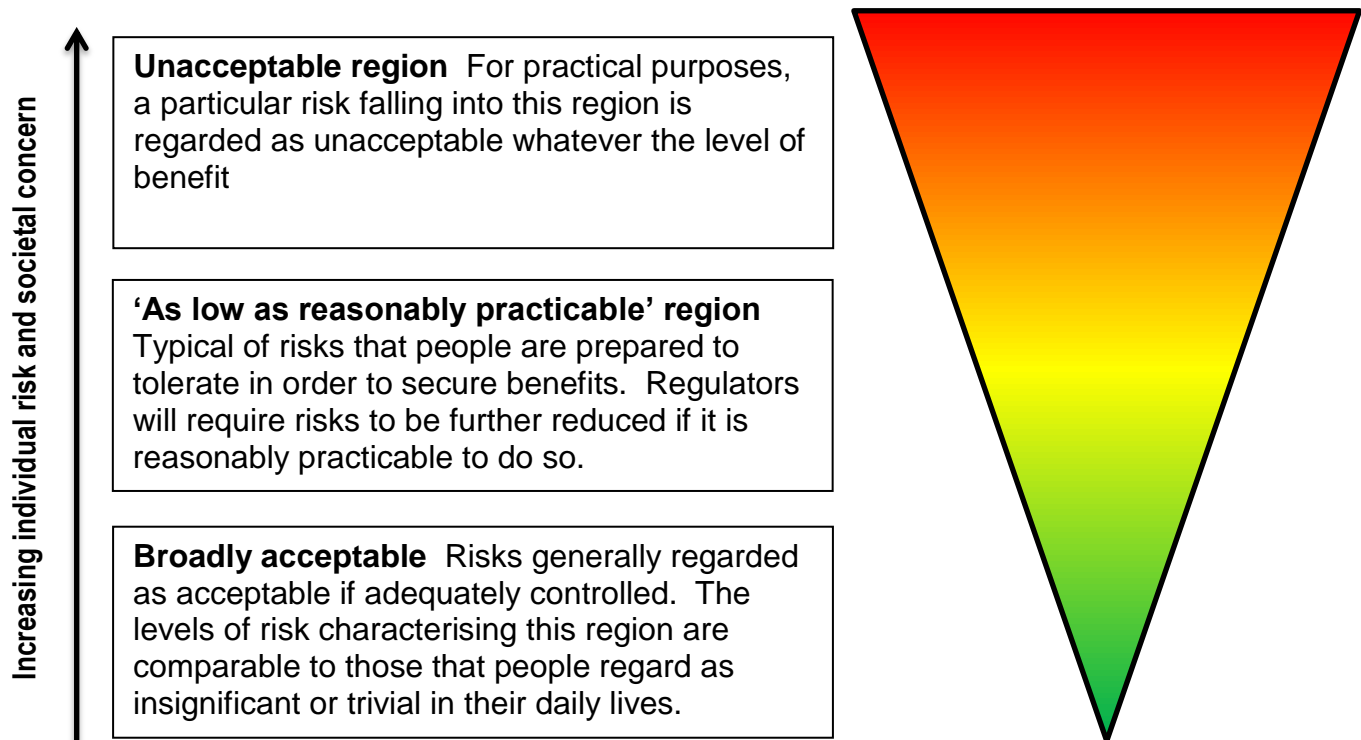 Increasing individual risk and societal concern
Unacceptable region  For practical purposes,
a particular risk falling into this region is
regarded as unacceptable whatever the level of
benefit
‘As low as reasonably practicable’ region
Typical of risks that people are prepared to
tolerate in order to secure benefits.  Regulators
will require risks to be further reduced if it is
reasonably practicable to do so.
Broadly acceptable  Risks generally regarded
as acceptable if adequately controlled.  The
levels of risk characterising this region are
comparable to those that people regard as
insignificant or trivial in their daily lives.